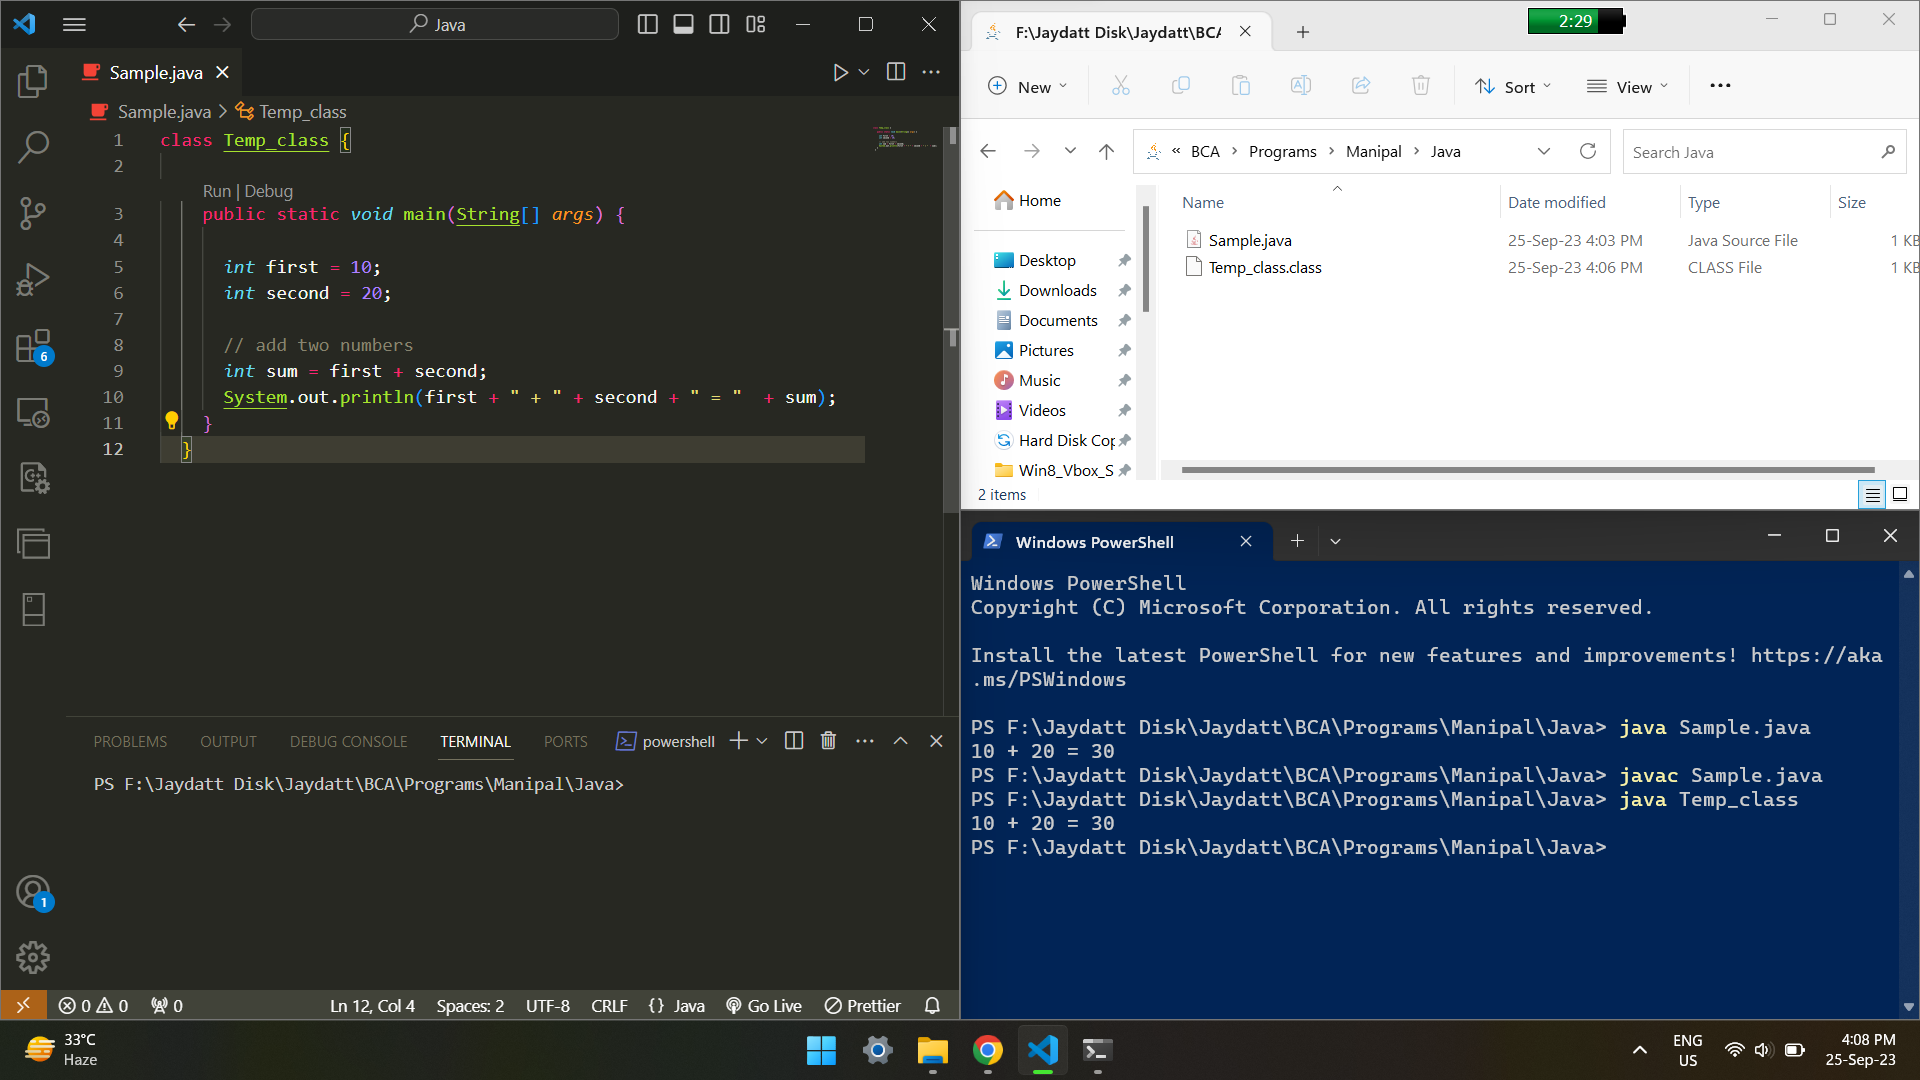 Java
Sample.java
Sample.java > Temp_class
1 class Temp_class {
2
Run | Debug
3 public static void main(String[] args) {
4
5 int first = 10;
6 int second = 20;
7
8 // add two numbers
9 int sum = first + second;
10 System.out.println(first + " + " + second + " = "  + sum);
11 }
12 }
6
1
PROBLEMS OUTPUT DEBUG CONSOLE TERMINAL PORTS powershell
PS F:\Jaydatt Disk\Jaydatt\BCA\Programs\Manipal\Java>
0 0 0 Ln 12, Col 4 Spaces: 2 UTF-8 CRLF {} Java Go Live Prettier
F:\Jaydatt Disk\Jaydatt\BCA
2:29
New Sort View
« BCA > Programs > Manipal > Java
Search Java
Home
Desktop
Downloads
Documents
Pictures
Music
Videos
Hard Disk Cop
Win8_Vbox_S
Name Date modified Type Size
Sample.java 25-Sep-23 4:03 PM Java Source File 1 KB
Temp_class.class 25-Sep-23 4:06 PM CLASS File 1 KB
2 items
Windows PowerShell
Windows PowerShell
Copyright (C) Microsoft Corporation. All rights reserved.
Install the latest PowerShell for new features and improvements! https://aka
.ms/PSWindows
PS F:\Jaydatt Disk\Jaydatt\BCA\Programs\Manipal\Java> java Sample.java
10 + 20 = 30
PS F:\Jaydatt Disk\Jaydatt\BCA\Programs\Manipal\Java> javac Sample.java
PS F:\Jaydatt Disk\Jaydatt\BCA\Programs\Manipal\Java> java Temp_class
10 + 20 = 30
PS F:\Jaydatt Disk\Jaydatt\BCA\Programs\Manipal\Java>
33°C
Haze
ENG
US
4:08 PM
25-Sep-23